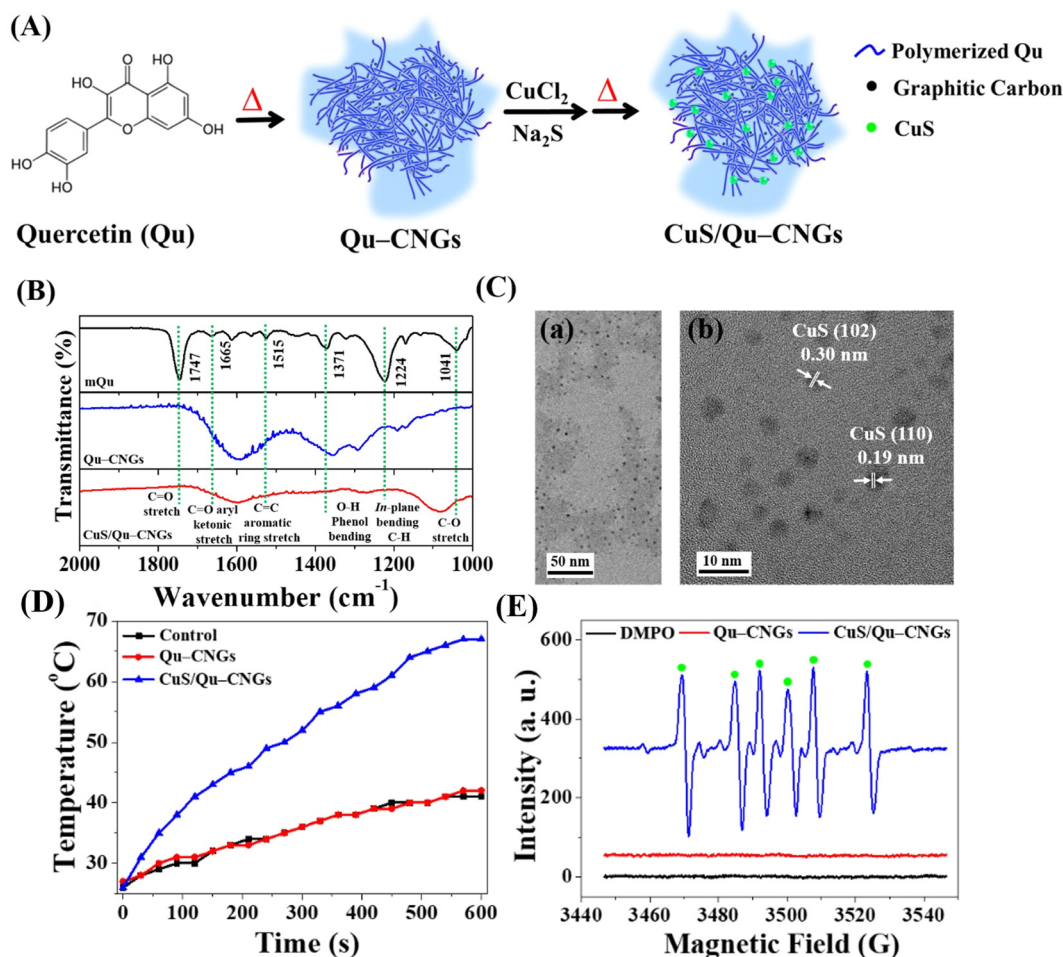 (A)
OH
O
HO
OH
O
HO
HO
Δ
CuCl₂
Na₂S
Δ
Polymerized Qu
Graphitic Carbon
CuS
Quercetin (Qu)
Qu–CNGs
CuS/Qu–CNGs
(B)
Transmittance (%)
1747
1665
1515
1371
1224
1041
mQu
Qu–CNGs
C=O
stretch
C=O aryl
ketonic
stretch
C=C
aromatic
ring stretch
O-H
Phenol
bending
In-plane
bending
C-H
C-O
stretch
CuS/Qu–CNGs
2000 1800 1600 1400 1200 1000
Wavenumber (cm⁻¹)
(C)
(a)
50 nm
(b)
CuS (102)
0.30 nm
CuS (110)
0.19 nm
10 nm
(D)
Temperature (°C)
70
60
50
40
30
Control
Qu–CNGs
CuS/Qu–CNGs
0 100 200 300 400 500 600
Time (s)
(E)
Intensity (a. u.)
600
400
200
0
DMPO Qu–CNGs CuS/Qu–CNGs
3440 3460 3480 3500 3520 3540
Magnetic Field (G)